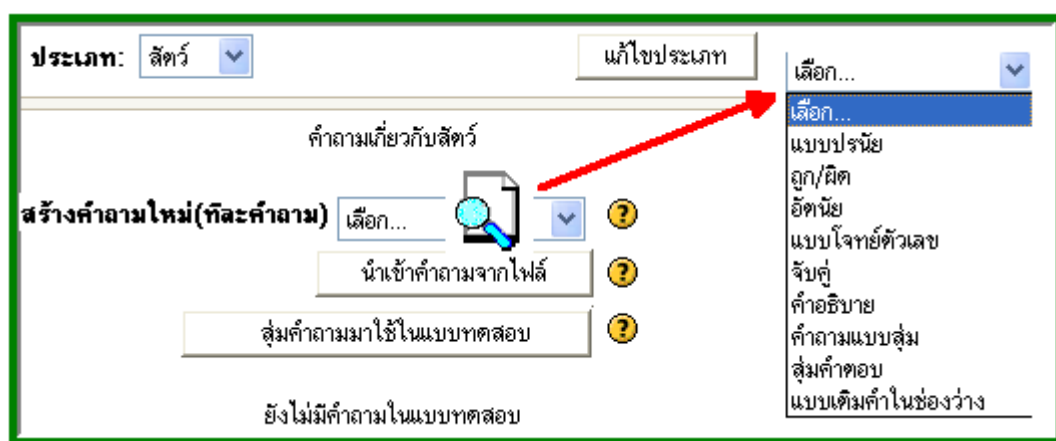 ประเภท: สัตว์
แก้ไขประเภท
คำถามเกี่ยวกับสัตว์
สร้างคำถามใหม่(ทีละคำถาม) เลือก...
นำเข้าคำถามจากไฟล์
สุ่มคำถามมาใช้ในแบบทดสอบ
ยังไม่มีคำถามในแบบทดสอบ
เลือก...
เลือก...
แบบปรนัย
ถูก/ผิด
อัตนัย
แบบโจทย์ตัวเลข
จับคู่
คำอธิบาย
คำถามแบบสุ่ม
สุ่มคำตอบ
แบบเติมคำในช่องว่าง